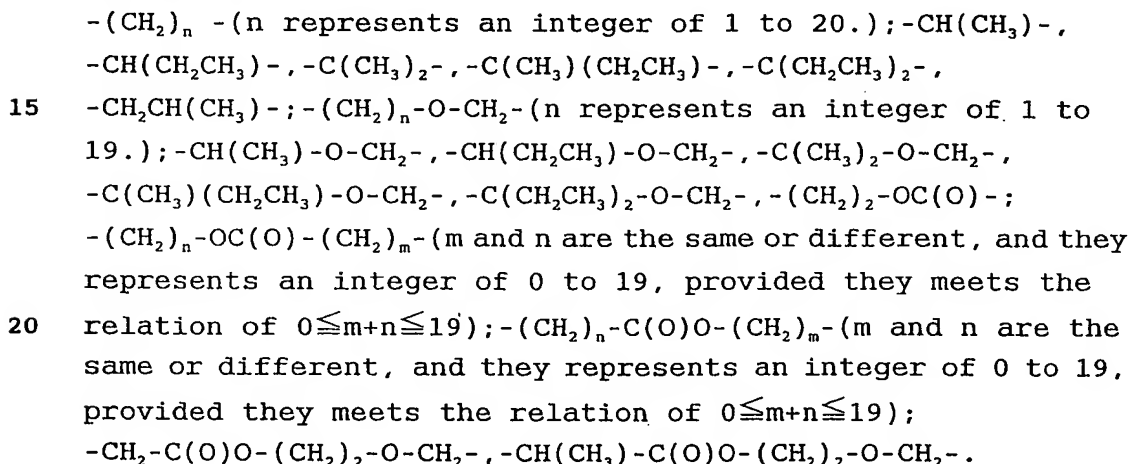 -(CH₂)ₙ -(n represents an integer of 1 to 20.);-CH(CH₃)-,
-CH(CH₂CH₃)-,-C(CH₃)₂-,-C(CH₃)(CH₂CH₃)-,-C(CH₂CH₃)₂-,
15 -CH₂CH(CH₃)-;-(CH₂)ₙ-O-CH₂-(n represents an integer of 1 to
19.);-CH(CH₃)-O-CH₂-,-CH(CH₂CH₃)-O-CH₂-,-C(CH₃)₂-O-CH₂-,
-C(CH₃)(CH₂CH₃)-O-CH₂-,-C(CH₂CH₃)₂-O-CH₂-,-(CH₂)₂-OC(O)-;
-(CH₂)ₙ-OC(O)-(CH₂)ₘ-(m and n are the same or different, and they
represents an integer of 0 to 19, provided they meets the
20 relation of 0≦m+n≦19);-(CH₂)ₙ-C(O)O-(CH₂)ₘ-(m and n are the
same or different, and they represents an integer of 0 to 19,
provided they meets the relation of 0≦m+n≦19);
-CH₂-C(O)O-(CH₂)₂-O-CH₂-,-CH(CH₃)-C(O)O-(CH₂)₂-O-CH₂-.